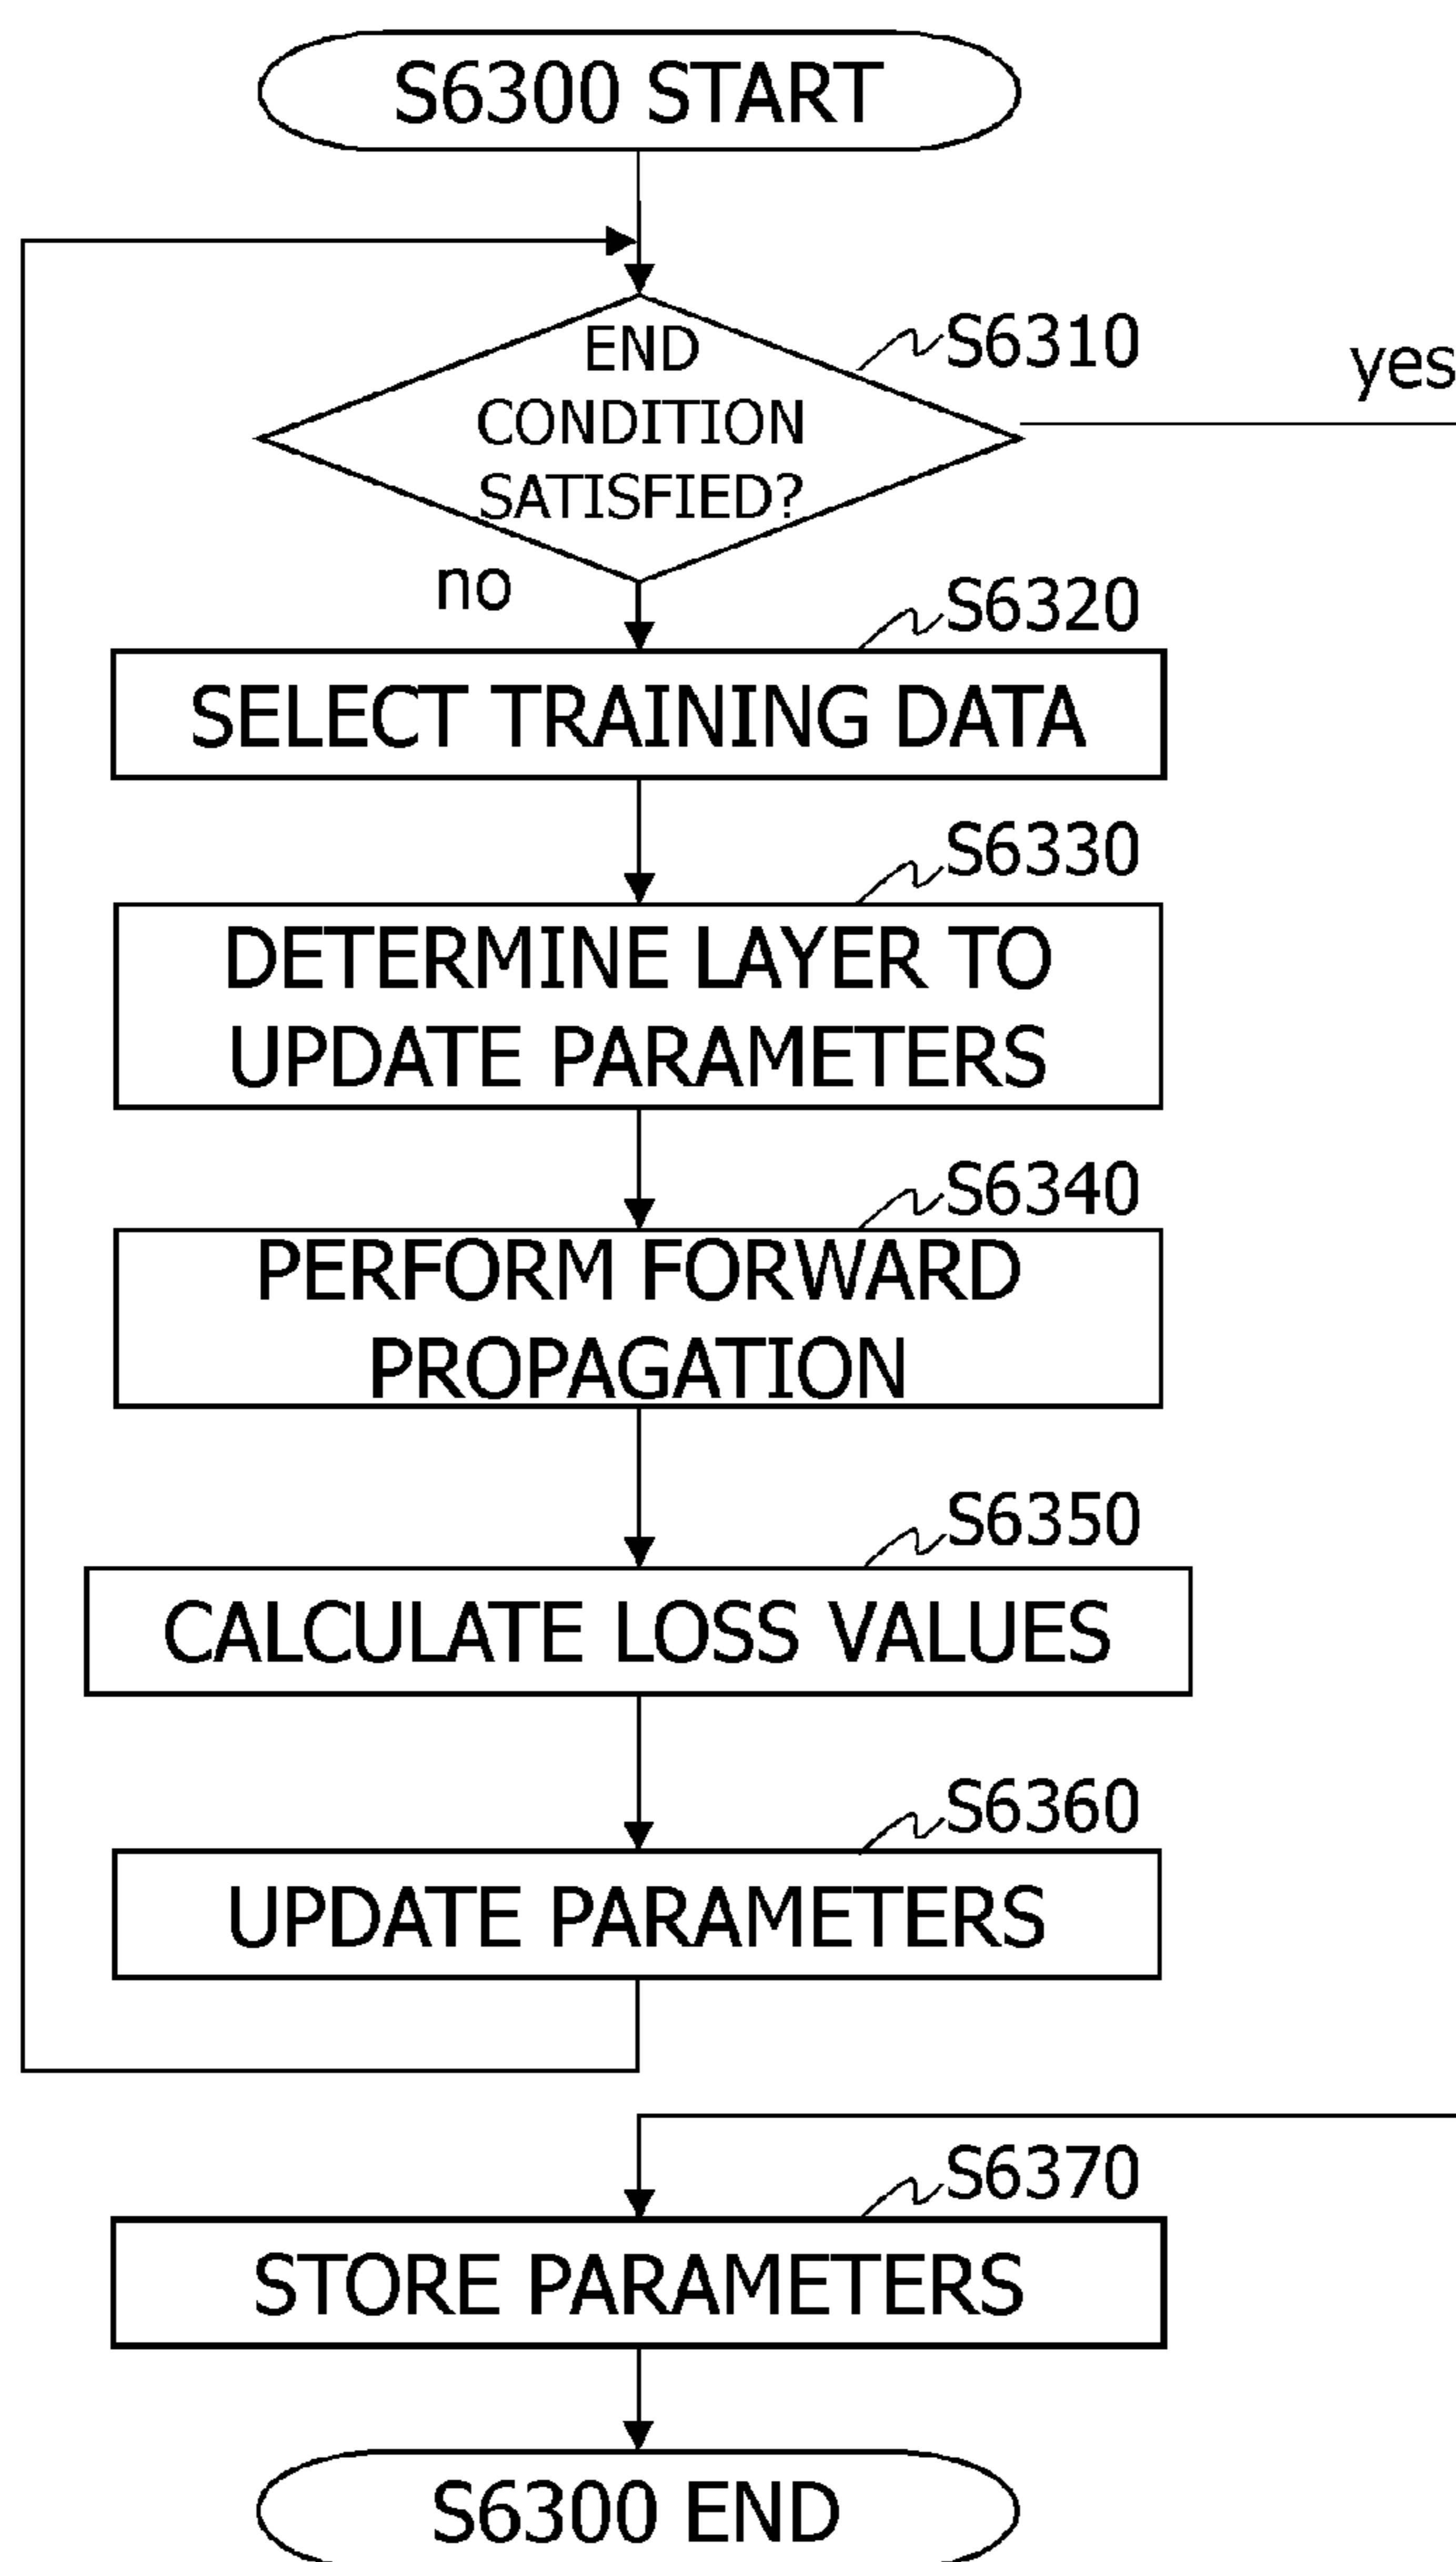 S6300 START
END
CONDITION
SATISFIED?
S6310
yes
no
S6320
SELECT TRAINING DATA
S6330
DETERMINE LAYER TO
UPDATE PARAMETERS
S6340
PERFORM FORWARD
PROPAGATION
S6350
CALCULATE LOSS VALUES
S6360
UPDATE PARAMETERS
S6370
STORE PARAMETERS
S6300 END